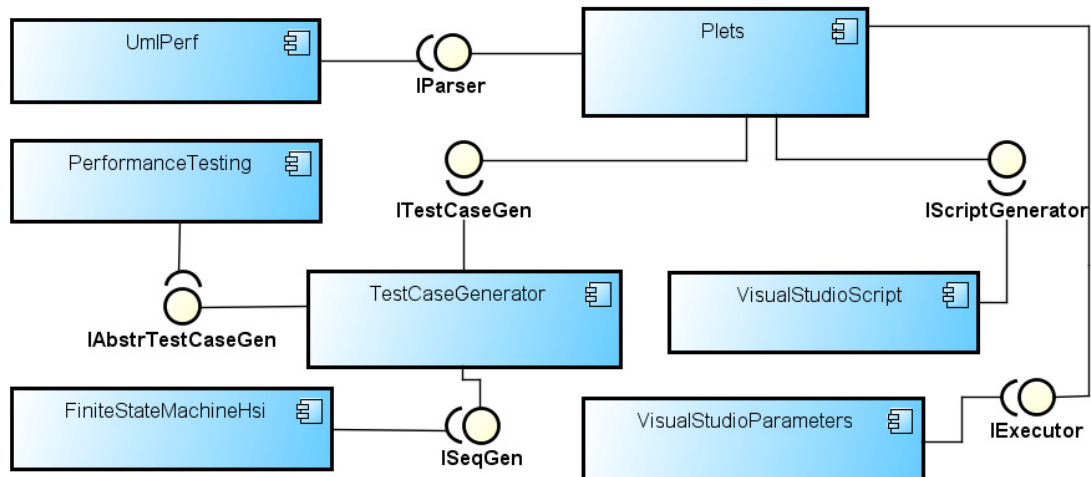 UmlPerf
Plets
IParser
PerformanceTesting
ITestCaseGen
IScriptGenerator
TestCaseGenerator
VisualStudioScript
IAbstrTestCaseGen
FiniteStateMachineHsi
VisualStudioParameters
ISeqGen
IExecutor